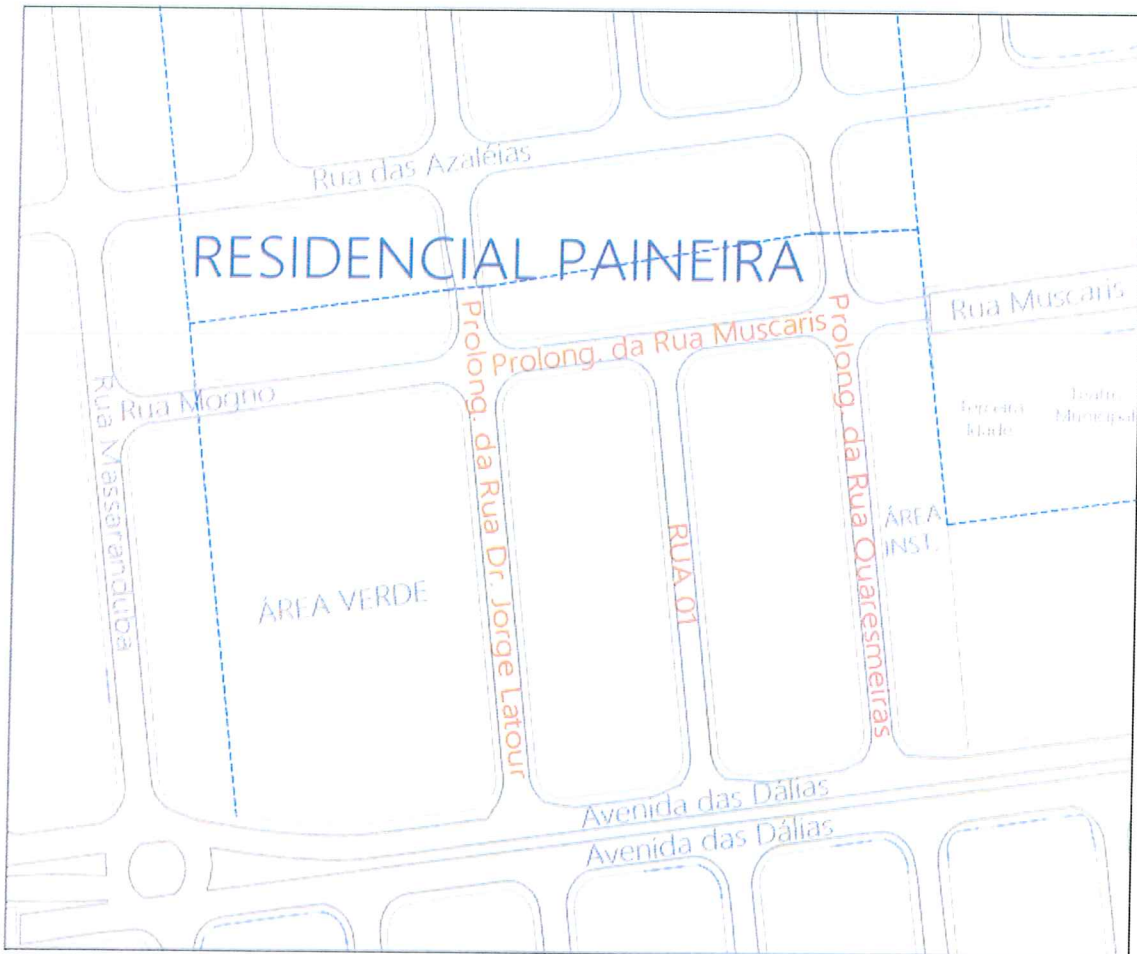 Rua das Azaléias
RESIDENCIAL PAINEIRA
Rua Muscaris
Prolong. da Rua Muscaris
Prolong. da Rua Dr. Jorge Latour
Prolong. da Rua Quaresmeiras
Rua Mogno
Rua Massaranduba
Terceira
Idade
Teatro
Municipal
ÁREA
INST.
RUA 01
ÁREA VERDE
Avenida das Dálias
Avenida das Dálias